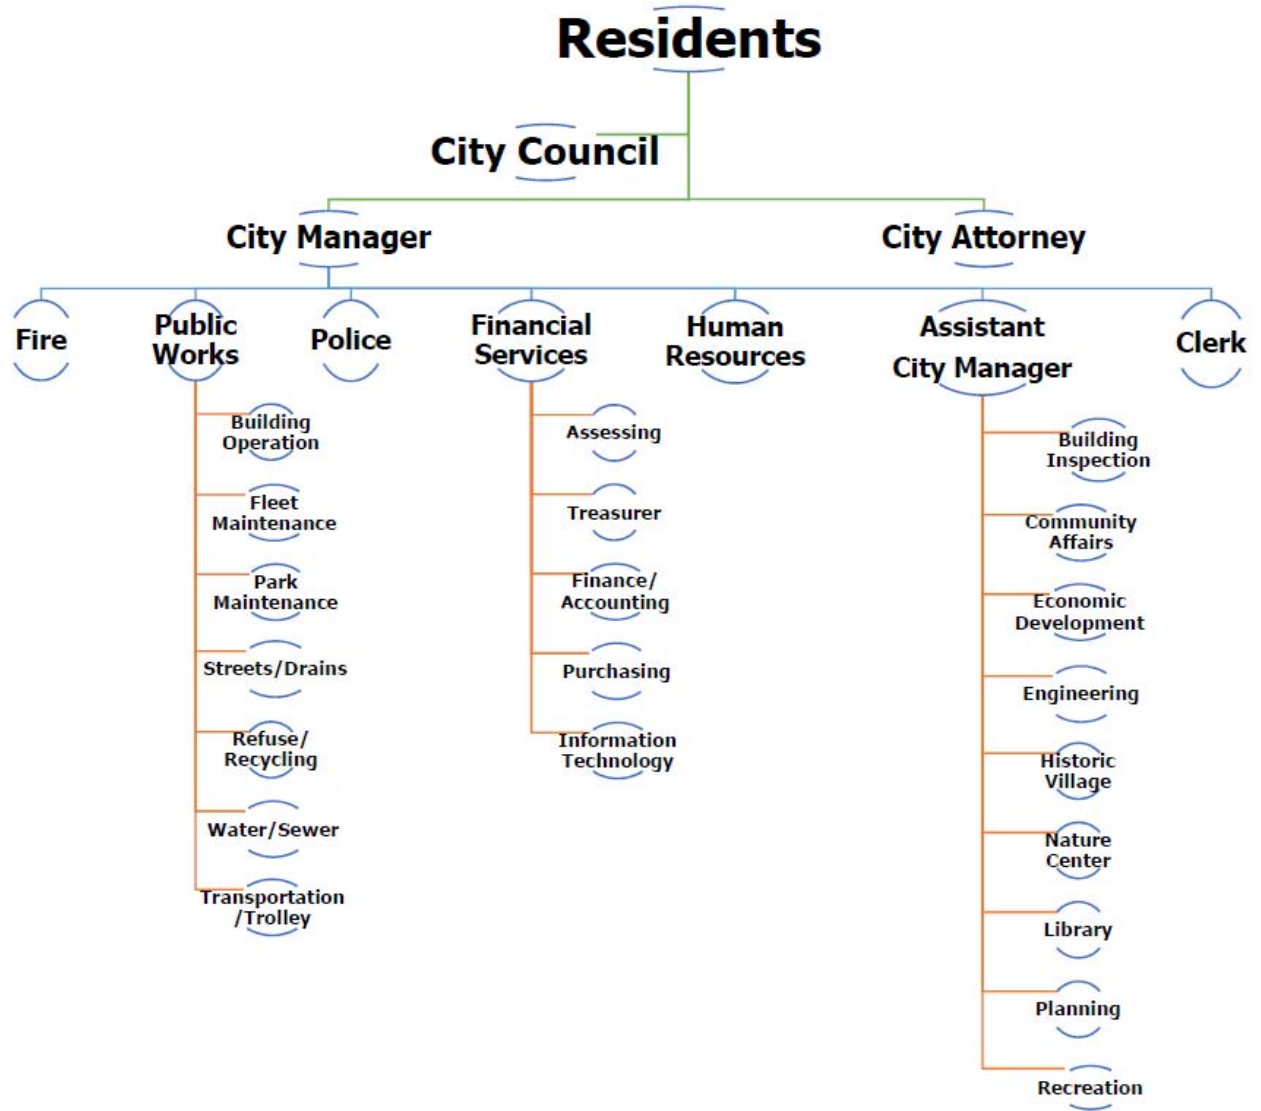 Residents
City Council
City Manager
City Attorney
Fire
Public
Works
Police
Financial
Services
Human
Resources
Assistant
City Manager
Clerk
Building
Operation
Fleet
Maintenance
Park
Maintenance
Streets/Drains
Refuse/
Recycling
Water/Sewer
Transportation
/Trolley
Assessing
Treasurer
Finance/
Accounting
Purchasing
Information
Technology
Building
Inspection
Community
Affairs
Economic
Development
Engineering
Historic
Village
Nature
Center
Library
Planning
Recreation